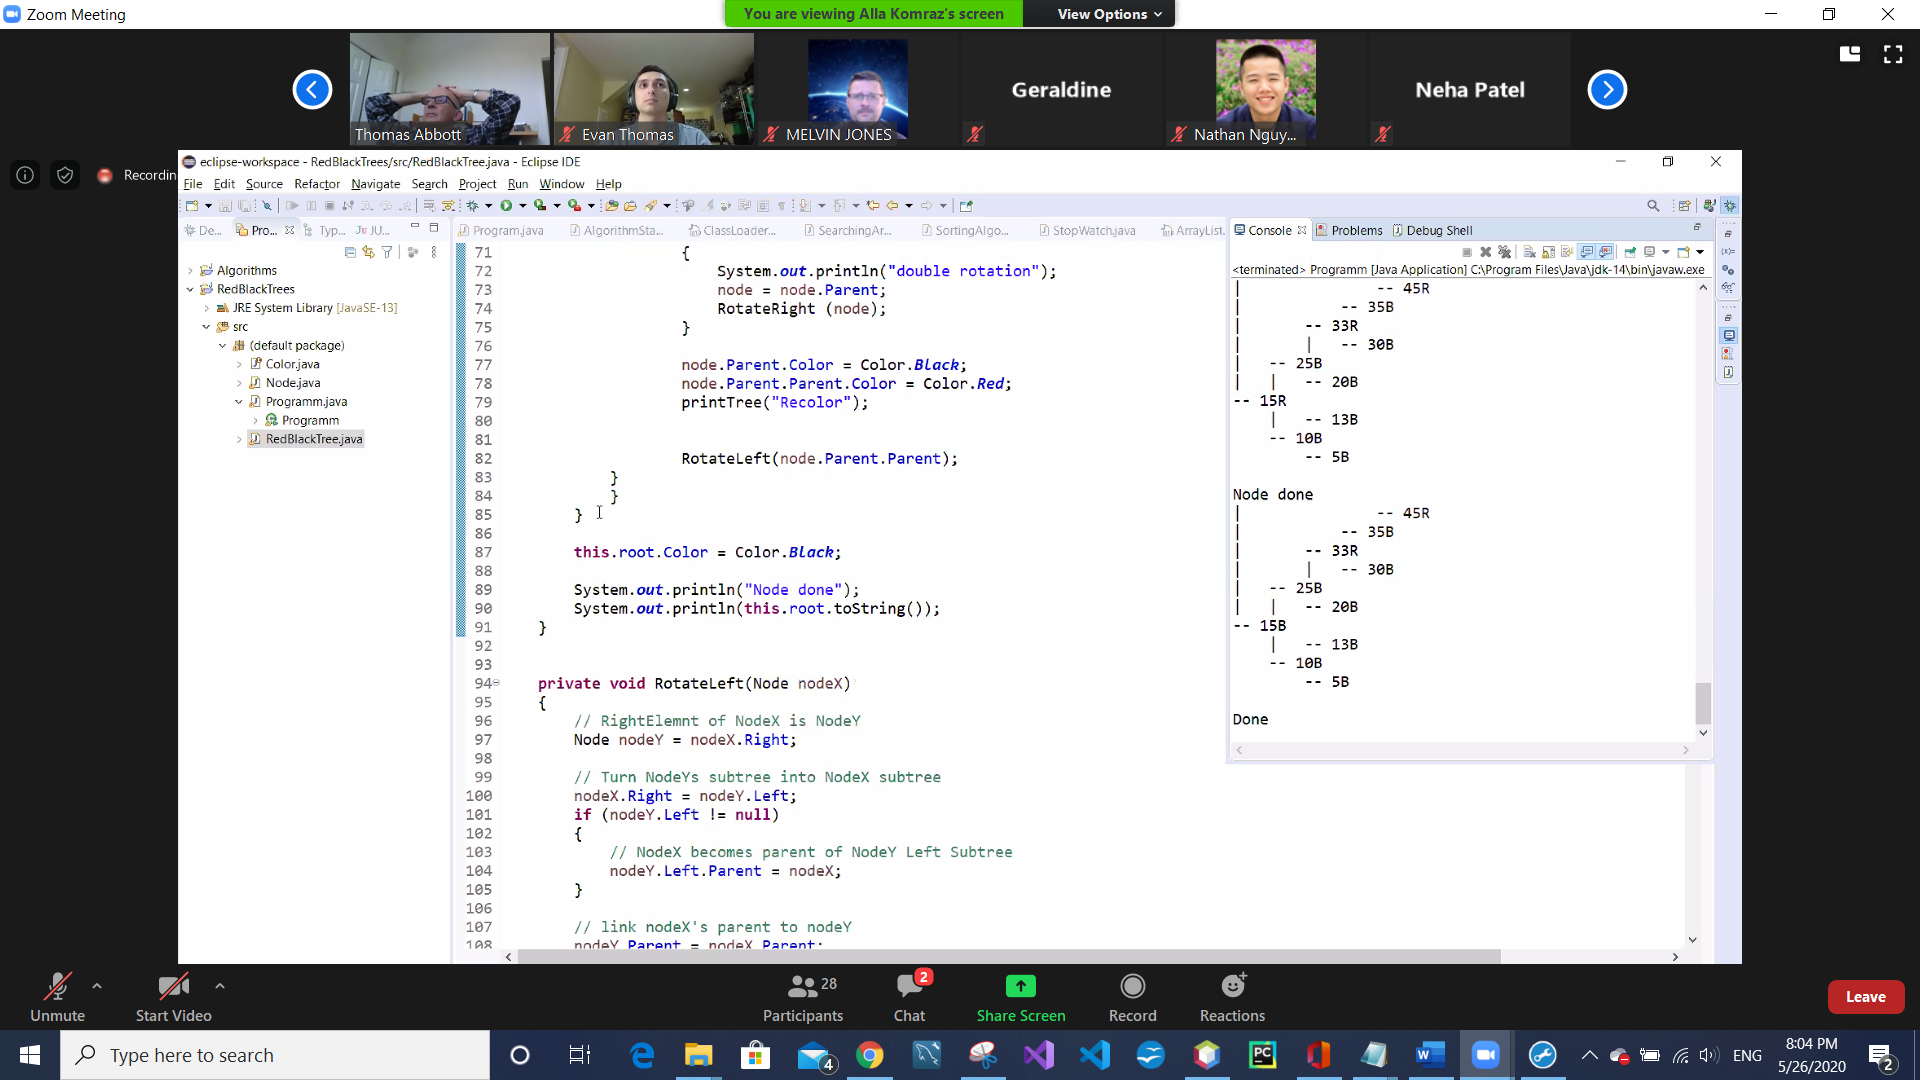 Zoom Meeting
You are viewing Alla Komraz's screen
View Options
Thomas Abbott
Evan Thomas
MELVIN JONES
Geraldine
Nathan Nguy...
Neha Patel
Recordin
eclipse-workspace - RedBlackTrees/src/RedBlackTree.java - Eclipse IDE
File Edit Source Refactor Navigate Search Project Run Window Help
De... Pro... Typ... JU...
Program.java AlgorithmSta... ClassLoader... SearchingAr... SortingAlgo... StopWatch.java ArrayList.
Algorithms
RedBlackTrees
JRE System Library [JavaSE-13]
src
(default package)
Color.java
Node.java
Programm.java
Programm
RedBlackTree.java
71 {
72 System.out.println("double rotation");
73 node = node.Parent;
74 RotateRight (node);
75 }
76
77 node.Parent.Color = Color.Black;
78 node.Parent.Parent.Color = Color.Red;
79 printTree("Recolor");
80
81
82 RotateLeft(node.Parent.Parent);
83 }
84 }
85 }
86
87 this.root.Color = Color.Black;
88
89 System.out.println("Node done");
90 System.out.println(this.root.toString());
91 }
92
93
94 private void RotateLeft(Node nodeX)
95 {
96 // RightElemnt of NodeX is NodeY
97 Node nodeY = nodeX.Right;
98
99 // Turn NodeYs subtree into NodeX subtree
100 nodeX.Right = nodeY.Left;
101 if (nodeY.Left != null)
102 {
103 // NodeX becomes parent of NodeY Left Subtree
104 nodeY.Left.Parent = nodeX;
105 }
106
107 // link nodeX's parent to nodeY
108 nodeY.Parent = nodeX.Parent;
Console Problems Debug Shell
<terminated> Programm [Java Application] C:\Program Files\Java\jdk-14\bin\javaw.exe
| -- 45R
| -- 35B
| -- 33R
| | -- 30B
| -- 25B
| | -- 20B
-- 15R
| -- 13B
-- 10B
-- 5B
Node done
| -- 45R
| -- 35B
| -- 33R
| | -- 30B
| -- 25B
| | -- 20B
-- 15B
| -- 13B
-- 10B
-- 5B
Done
Unmute
Start Video
28
Participants
2
Chat
Share Screen
Record
Reactions
Leave
Type here to search
4
PC
W
ENG
8:04 PM
5/26/2020
2